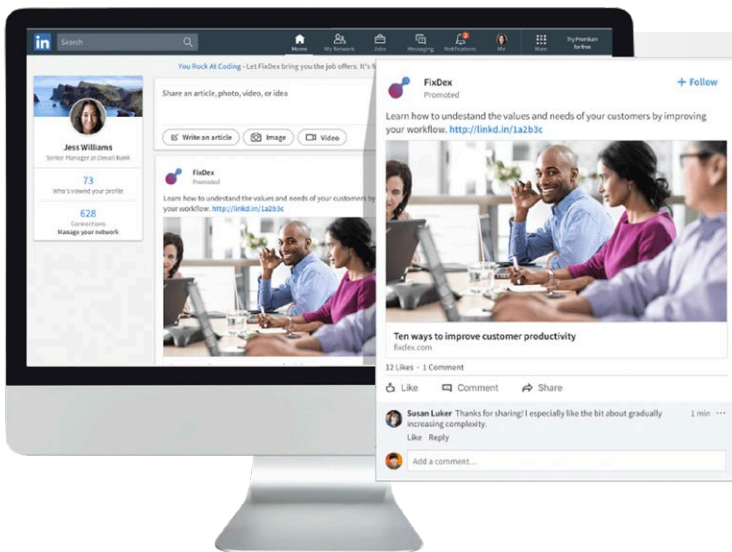 in Search
Home My Network Jobs Messaging Notifications Me More Try Premium
for free
You Rock At Coding - Let FixDex bring you the job offers. It's
Jess Williams
Senior Manager at Denali Bank
73
Who's viewed your profile
628
Connections
Manage your network
Share an article, photo, video, or idea
Write an article Image Video
FixDex
Promoted
Learn how to undestand the values and needs of your customers by
your workflow. http://linkd.in/1a2b3c
FixDex
Promoted
+ Follow
Learn how to undestand the values and needs of your customers by improving
your workflow. http://linkd.in/1a2b3c
Ten ways to improve customer productivity
fixdex.com
12 Likes · 1 Comment
Like Comment Share
Susan Luker Thanks for sharing! I especially like the bit about gradually
increasing complexity.
1 min ···
Like Reply
Add a comment...